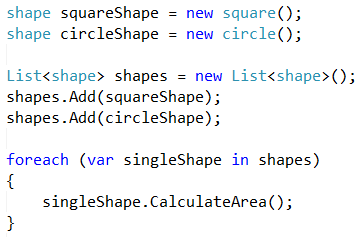 shape squareShape = new square();
shape circleShape = new circle();
List<shape> shapes = new List<shape>();
shapes.Add(squareShape);
shapes.Add(circleShape);
foreach (var singleShape in shapes)
{
    singleShape.CalculateArea();
}